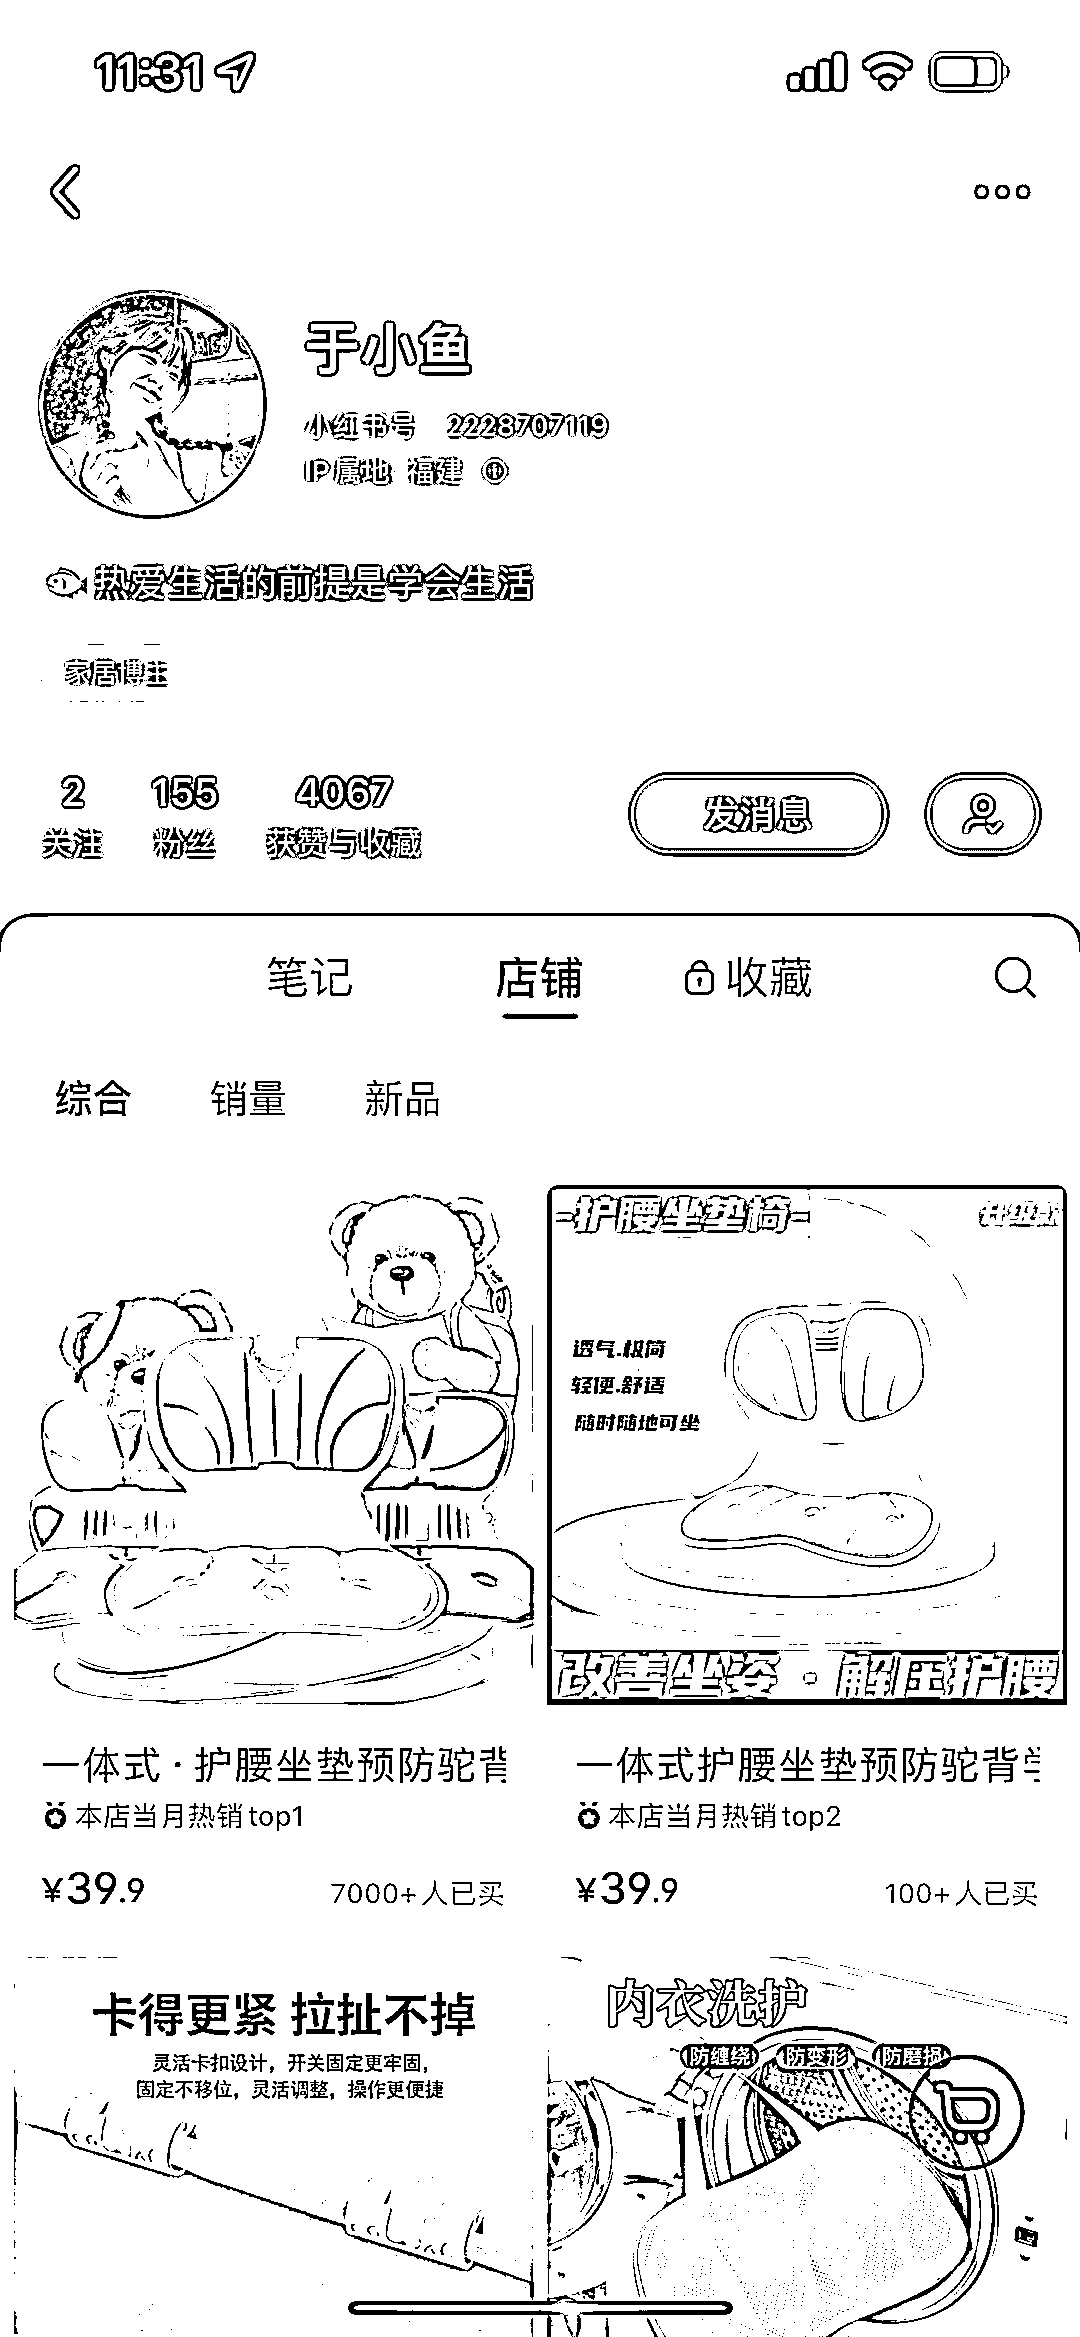 11:31
于小鱼
小红书号 2228707119
IP属地 福建
热爱生活的前提是学会生活
家居博主
2 155 4067
关注 粉丝 获赞与收藏
发消息
笔记 店铺 收藏
综合 销量 新品
护腰坐垫椅
升级款
透气.极简
轻便.舒适
随时随地可坐
改善坐姿·解压护腰
一体式·护腰坐垫预防驼背
本店当月热销top1
¥39.9 7000+人已买
一体式护腰坐垫预防驼背
本店当月热销top2
¥39.9 100+人已买
卡得更紧 拉扯不掉
灵活卡扣设计，开关固定更牢固，
固定不移位，灵活调整，操作更便捷
内衣洗护
防缠绕 防变形 防磨损